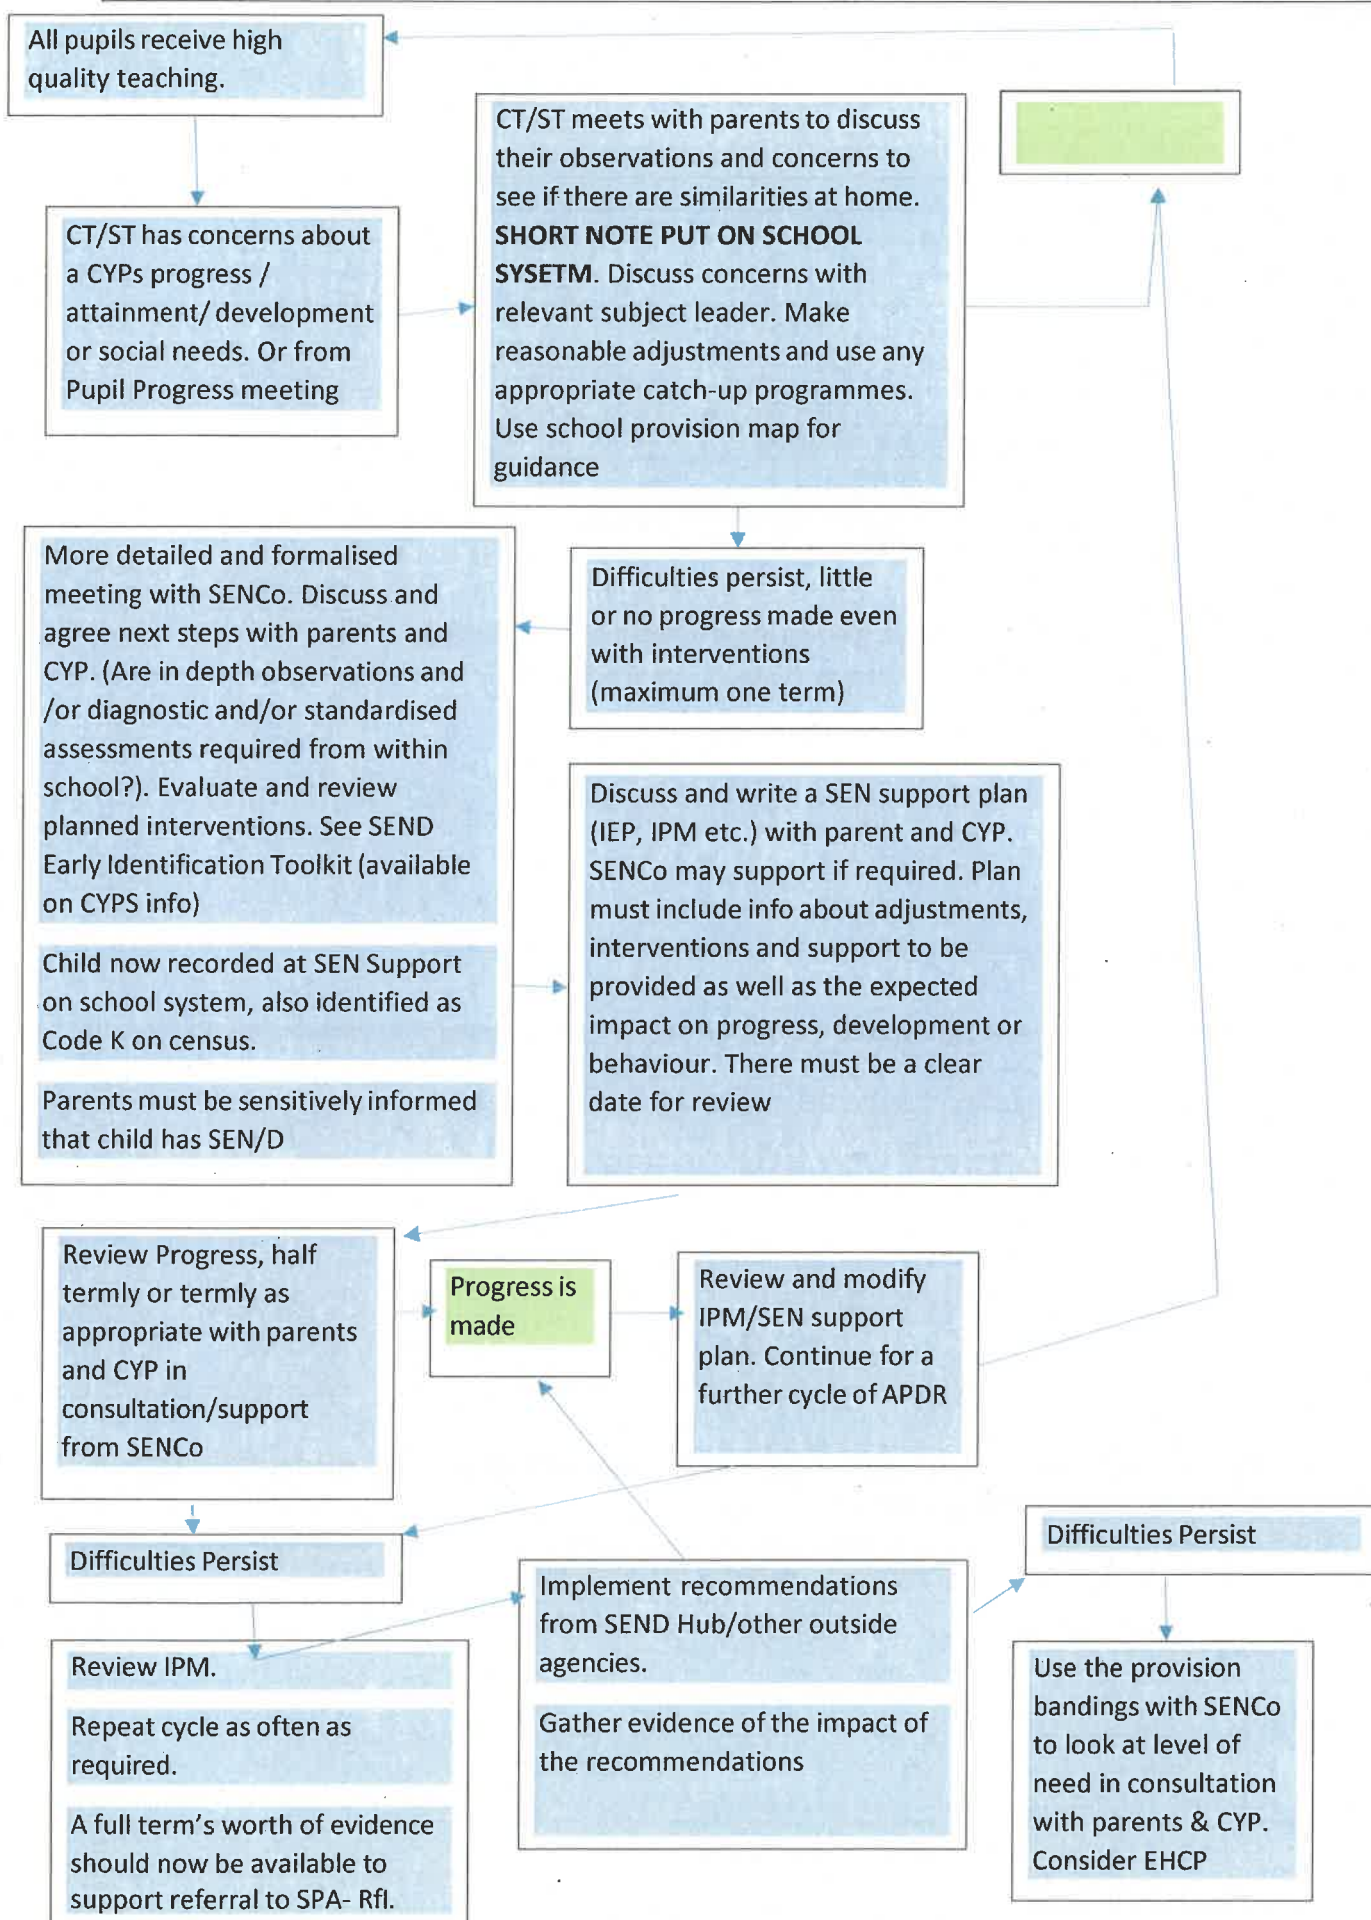 All pupils receive high
quality teaching.
CT/ST has concerns about
a CYPs progress /
attainment/ development
or social needs. Or from
Pupil Progress meeting
CT/ST meets with parents to discuss
their observations and concerns to
see if there are similarities at home.
SHORT NOTE PUT ON SCHOOL
SYSETM. Discuss concerns with
relevant subject leader. Make
reasonable adjustments and use any
appropriate catch-up programmes.
Use school provision map for
guidance
Difficulties persist, little
or no progress made even
with interventions
(maximum one term)
More detailed and formalised
meeting with SENCo. Discuss and
agree next steps with parents and
CYP. (Are in depth observations and
/or diagnostic and/or standardised
assessments required from within
school?). Evaluate and review
planned interventions. See SEND
Early Identification Toolkit (available
on CYPS info)
Child now recorded at SEN Support
on school system, also identified as
Code K on census.
Parents must be sensitively informed
that child has SEN/D
Discuss and write a SEN support plan
(IEP, IPM etc.) with parent and CYP.
SENCo may support if required. Plan
must include info about adjustments,
interventions and support to be
provided as well as the expected
impact on progress, development or
behaviour. There must be a clear
date for review
Review Progress, half
termly or termly as
appropriate with parents
and CYP in
consultation/support
from SENCo
Progress is
made
Review and modify
IPM/SEN support
plan. Continue for a
further cycle of APDR
Difficulties Persist
Review IPM.
Repeat cycle as often as
required.
A full term's worth of evidence
should now be available to
support referral to SPA- Rfl.
Implement recommendations
from SEND Hub/other outside
agencies.
Gather evidence of the impact of
the recommendations
Difficulties Persist
Use the provision
bandings with SENCo
to look at level of
need in consultation
with parents & CYP.
Consider EHCP